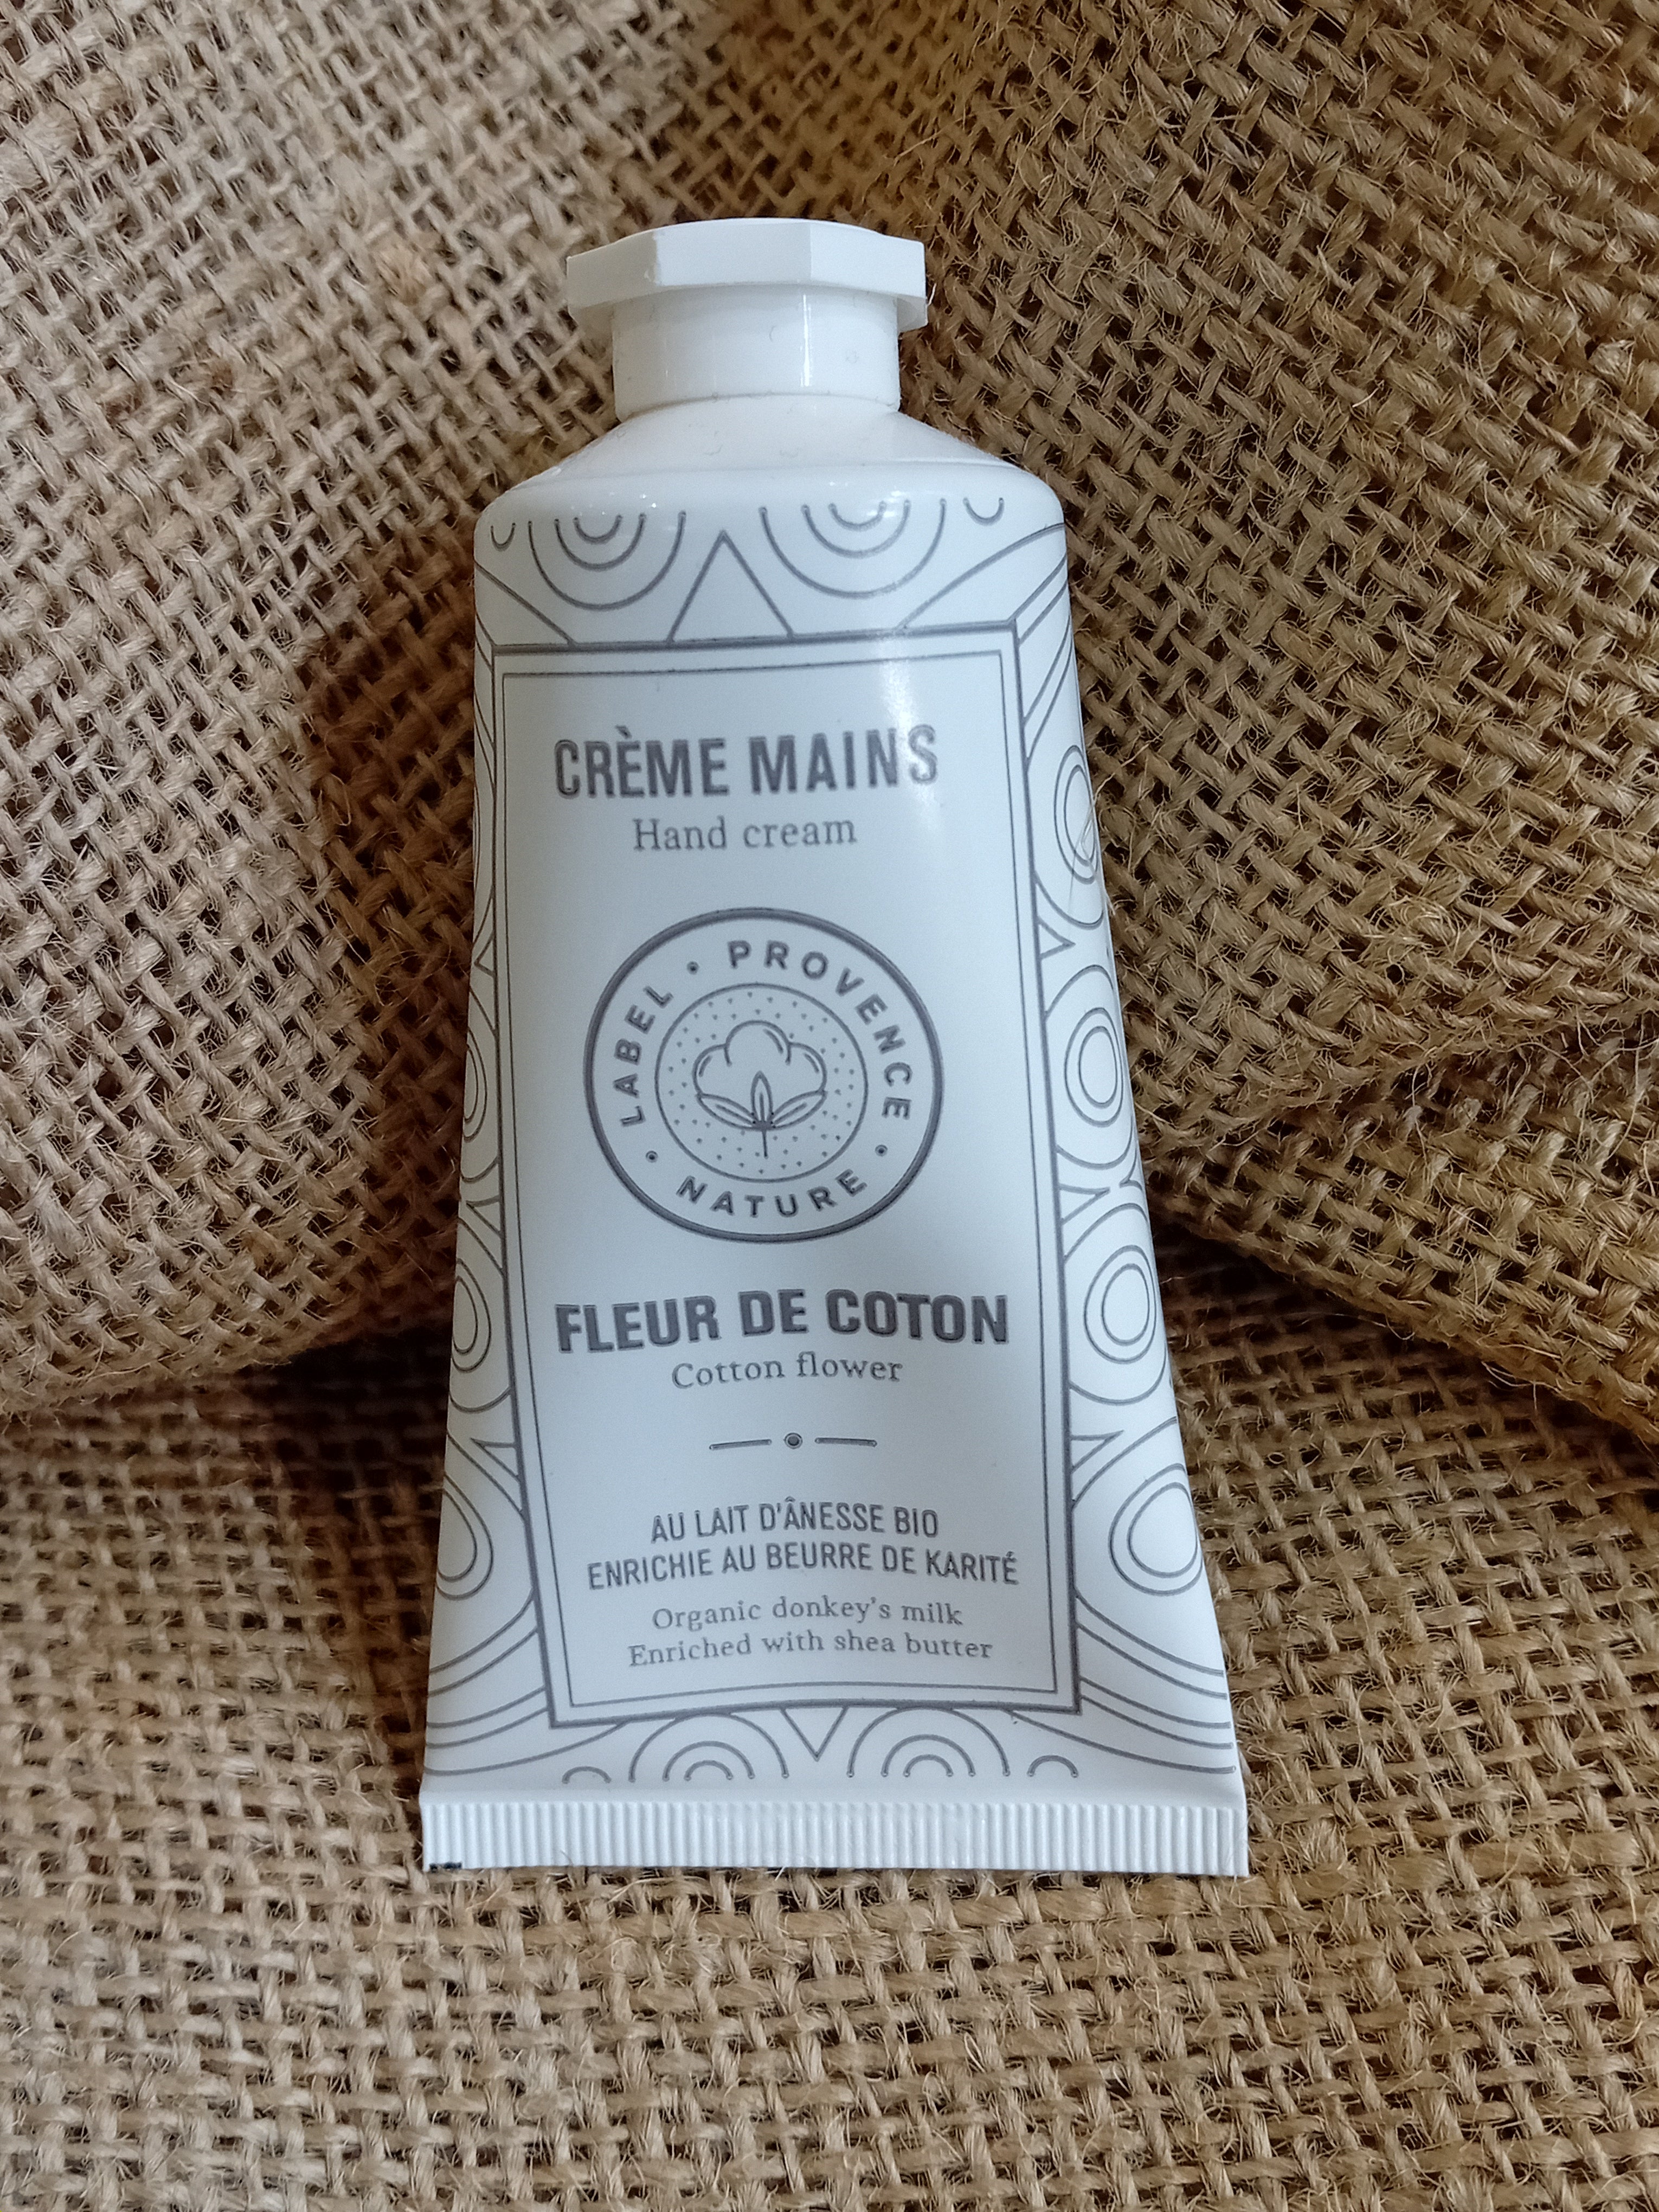 CRÈME MAINS
Hand cream
LABEL • PROVENCE • NATURE •
FLEUR DE COTON
Cotton flower
AU LAIT D'ÂNESSE BIO
ENRICHIE AU BEURRE DE KARITÉ
Organic donkey's milk
Enriched with shea butter